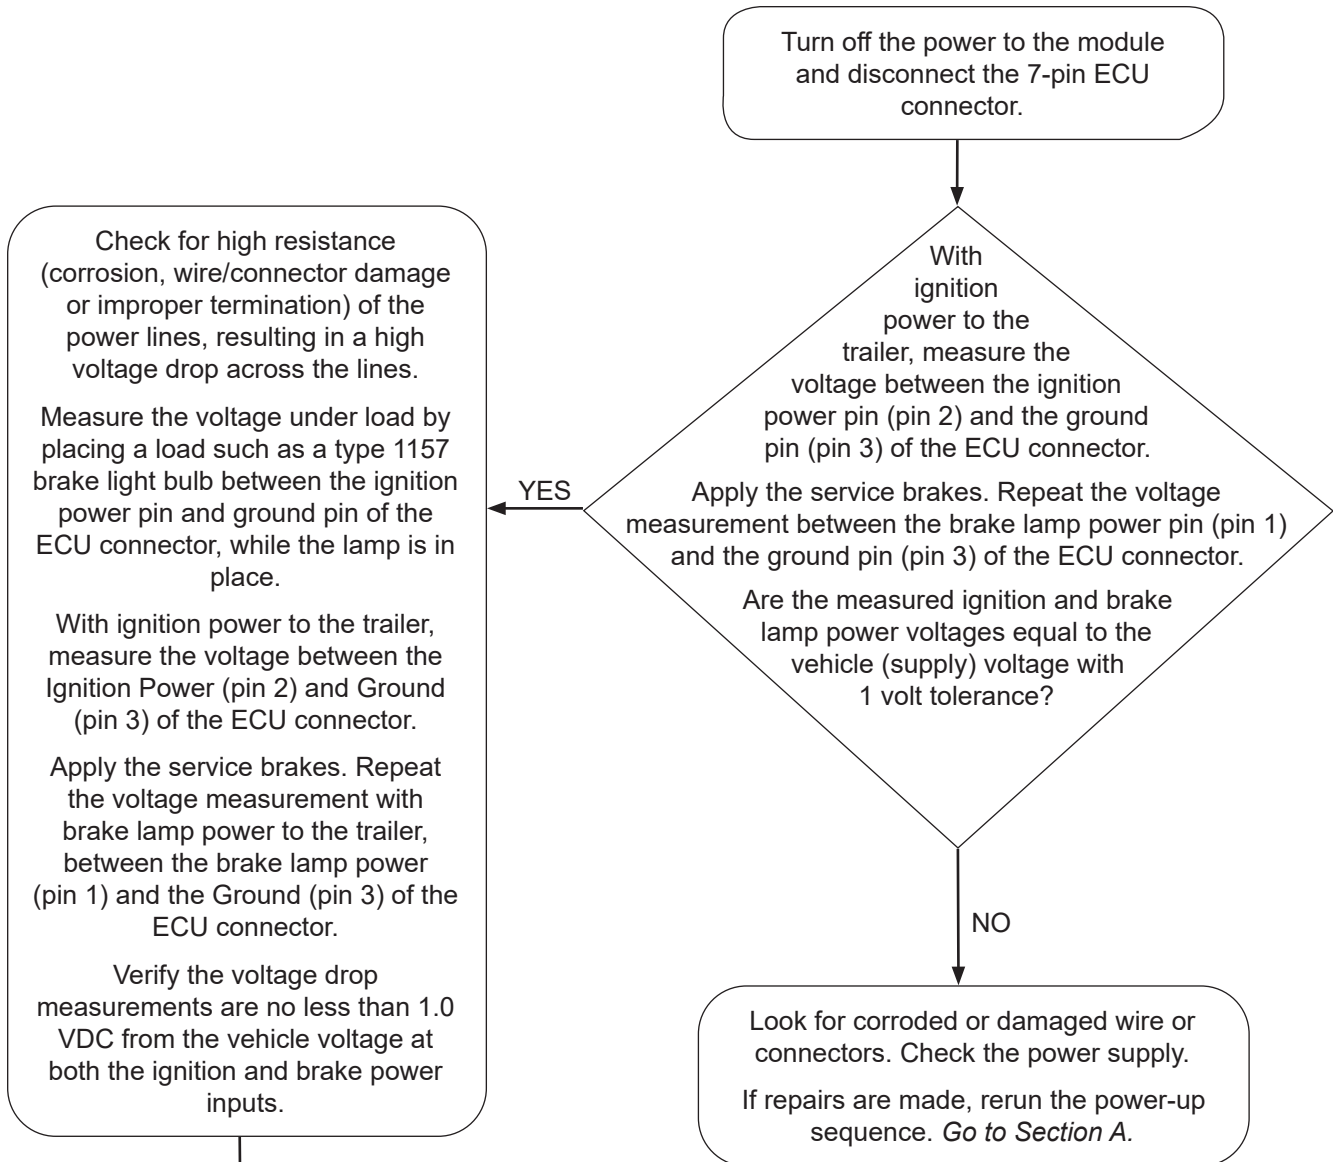 Turn off the power to the module
and disconnect the 7-pin ECU
connector.
With
ignition
power to the
trailer, measure the
voltage between the ignition
power pin (pin 2) and the ground
pin (pin 3) of the ECU connector.
Apply the service brakes. Repeat the voltage
measurement between the brake lamp power pin (pin 1)
and the ground pin (pin 3) of the ECU connector.
Are the measured ignition and brake
lamp power voltages equal to the
vehicle (supply) voltage with
1 volt tolerance?
YES
Check for high resistance
(corrosion, wire/connector damage
or improper termination) of the
power lines, resulting in a high
voltage drop across the lines.
Measure the voltage under load by
placing a load such as a type 1157
brake light bulb between the ignition
power pin and ground pin of the
ECU connector, while the lamp is in
place.
With ignition power to the trailer,
measure the voltage between the
Ignition Power (pin 2) and Ground
(pin 3) of the ECU connector.
Apply the service brakes. Repeat
the voltage measurement with
brake lamp power to the trailer,
between the brake lamp power
(pin 1) and the Ground (pin 3) of the
ECU connector.
Verify the voltage drop
measurements are no less than 1.0
VDC from the vehicle voltage at
both the ignition and brake power
inputs.
NO
Look for corroded or damaged wire or
connectors. Check the power supply.
If repairs are made, rerun the power-up
sequence. Go to Section A.